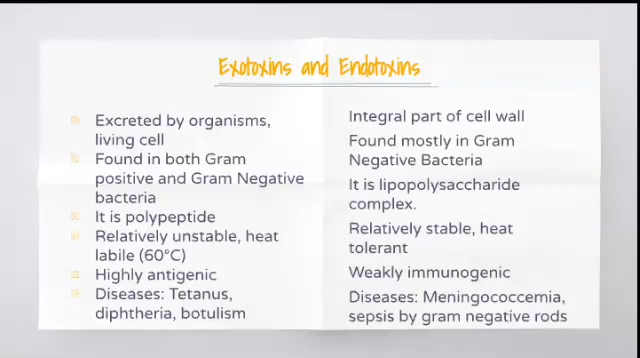 Exotoxins and Endotoxins
Excreted by organisms,
living cell
Found in both Gram
positive and Gram Negative
bacteria
It is polypeptide
Relatively unstable, heat
labile (60°C)
Highly antigenic
Diseases: Tetanus,
diphtheria, botulism
Integral part of cell wall
Found mostly in Gram
Negative Bacteria
It is lipopolysaccharide
complex.
Relatively stable, heat
tolerant
Weakly immunogenic
Diseases: Meningococcemia,
sepsis by gram negative rods